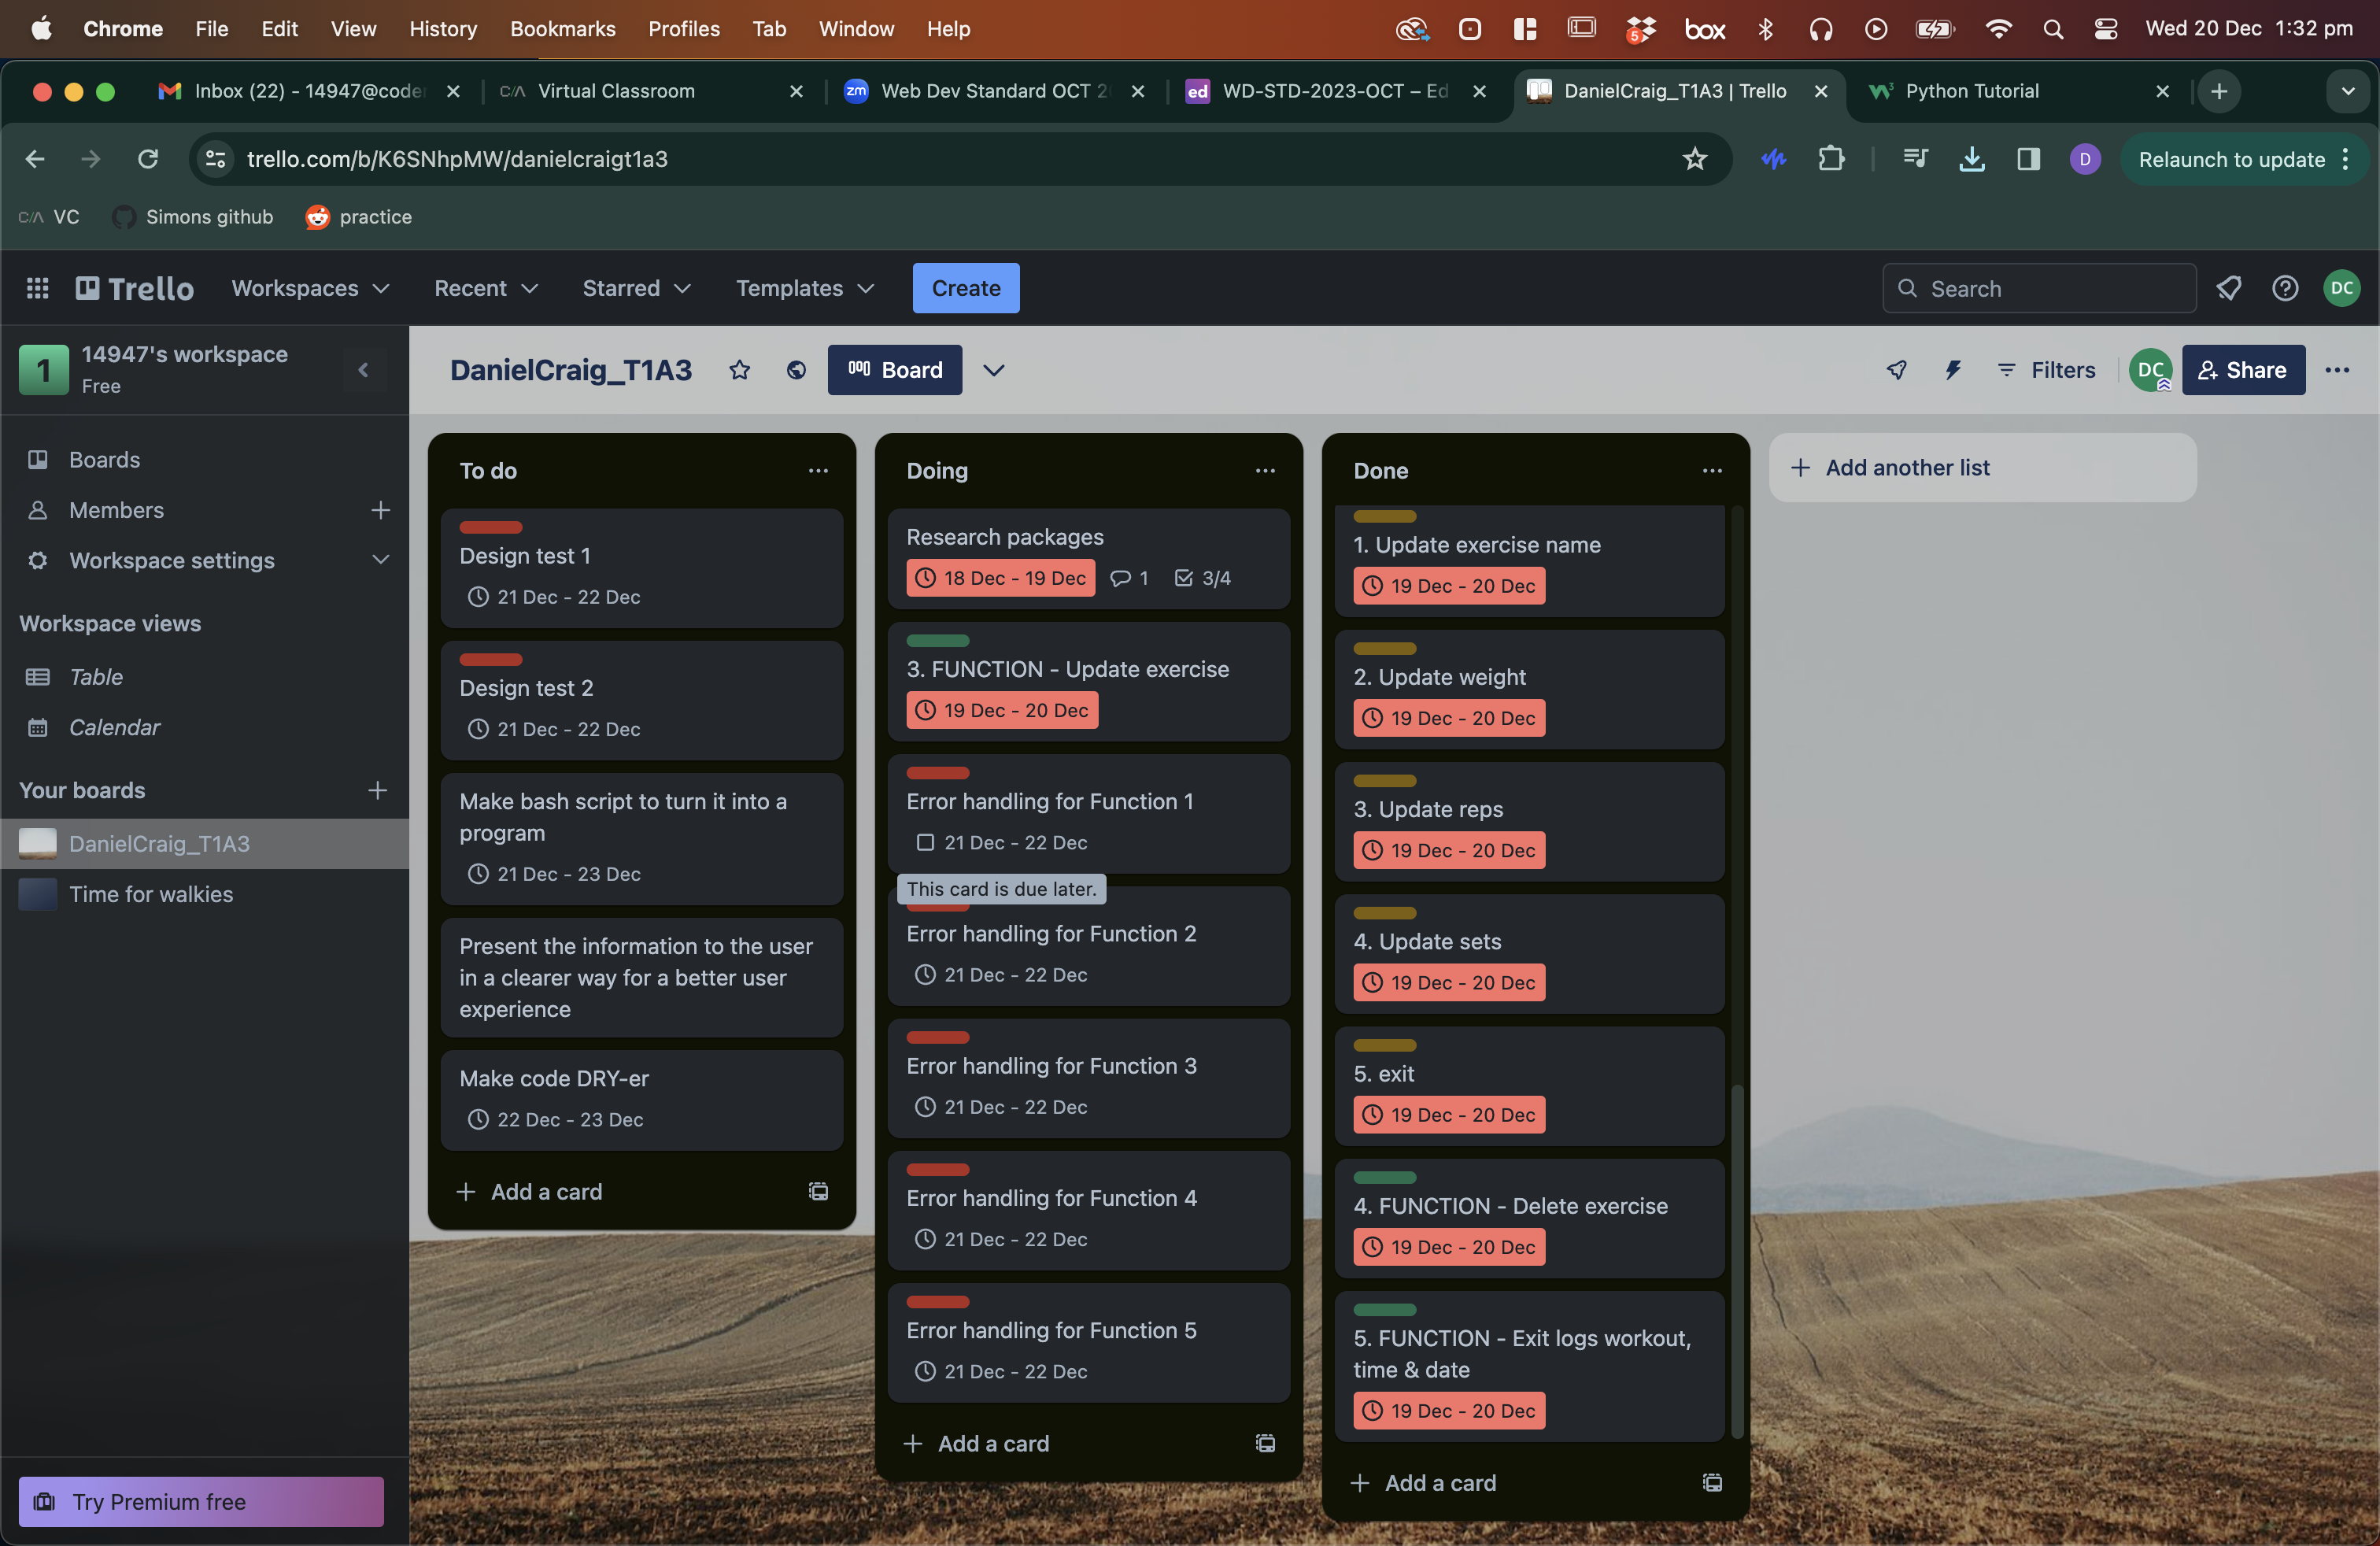 Chrome File Edit View History Bookmarks Profiles Tab Window Help 5 box Wed 20 Dec 1:32 pm
Inbox (22) - 14947@coder C/A Virtual Classroom zm Web Dev Standard OCT 2 ed WD-STD-2023-OCT – Ed DanielCraig_T1A3 | Trello Python Tutorial
trello.com/b/K6SNhpMW/danielcraigt1a3 D Relaunch to update
C/A VC Simons github practice
Trello Workspaces Recent Starred Templates Create Search DC
1 14947's workspace
Free
DanielCraig_T1A3 Board Filters DC Share
Boards
Members
Workspace settings
Workspace views
Table
Calendar
Your boards
DanielCraig_T1A3
Time for walkies
Try Premium free
To do
Design test 1
21 Dec - 22 Dec
Design test 2
21 Dec - 22 Dec
Make bash script to turn it into a
program
21 Dec - 23 Dec
Present the information to the user
in a clearer way for a better user
experience
Make code DRY-er
22 Dec - 23 Dec
Add a card
Doing
Research packages
18 Dec - 19 Dec 1 3/4
3. FUNCTION - Update exercise
19 Dec - 20 Dec
Error handling for Function 1
21 Dec - 22 Dec
This card is due later.
Error handling for Function 2
21 Dec - 22 Dec
Error handling for Function 3
21 Dec - 22 Dec
Error handling for Function 4
21 Dec - 22 Dec
Error handling for Function 5
21 Dec - 22 Dec
Add a card
Done
1. Update exercise name
19 Dec - 20 Dec
2. Update weight
19 Dec - 20 Dec
3. Update reps
19 Dec - 20 Dec
4. Update sets
19 Dec - 20 Dec
5. exit
19 Dec - 20 Dec
4. FUNCTION - Delete exercise
19 Dec - 20 Dec
5. FUNCTION - Exit logs workout,
time & date
19 Dec - 20 Dec
Add a card
Add another list